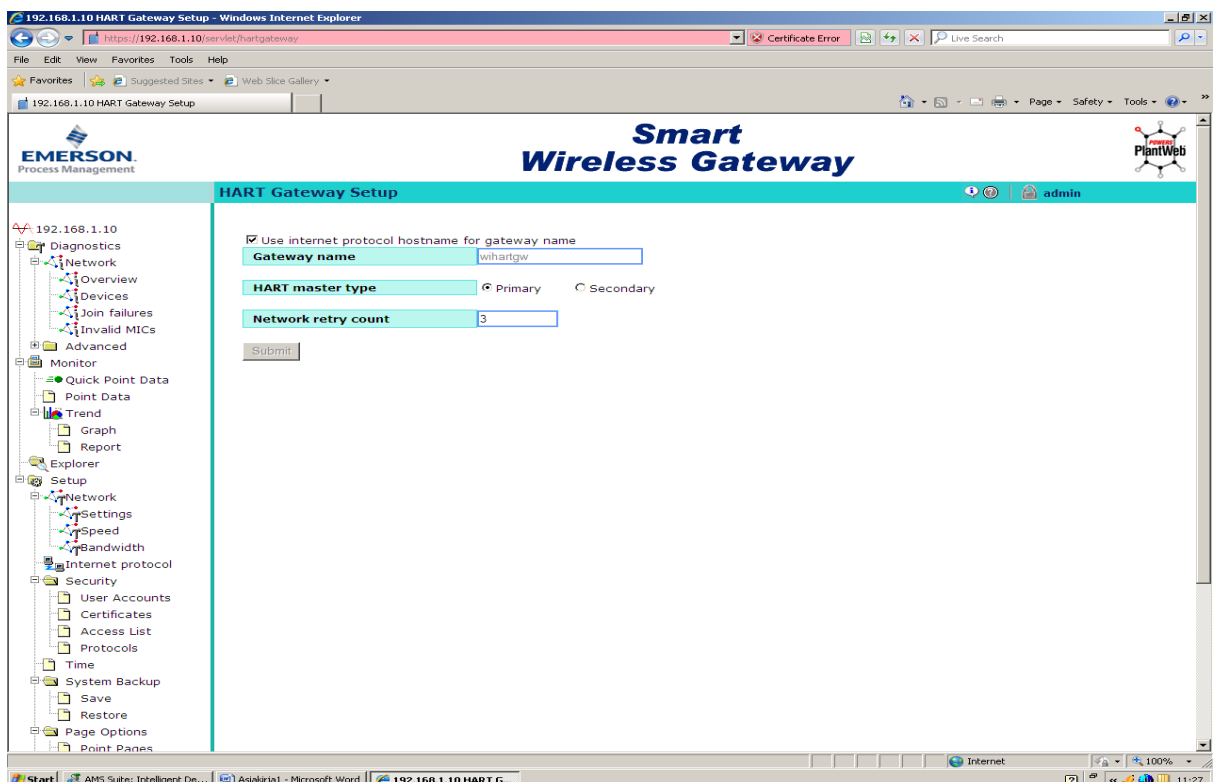 192.168.1.10 HART Gateway Setup - Windows Internet Explorer
https://192.168.1.10/servlet/hartgateway
Certificate Error
Live Search
File Edit View Favorites Tools Help
Favorites Suggested Sites Web Slice Gallery
192.168.1.10 HART Gateway Setup
Page Safety Tools
EMERSON.
Process Management
Smart
Wireless Gateway
POWERS
PlantWeb
HART Gateway Setup
admin
192.168.1.10
Diagnostics
Network
Overview
Devices
Join failures
Invalid MICs
Advanced
Monitor
Quick Point Data
Point Data
Trend
Graph
Report
Explorer
Setup
Network
Settings
Speed
Bandwidth
Internet protocol
Security
User Accounts
Certificates
Access List
Protocols
Time
System Backup
Save
Restore
Page Options
Point Pages
Use internet protocol hostname for gateway name
Gateway name wihartgw
HART master type Primary Secondary
Network retry count 3
Submit
Internet 100%
Start AMS Suite: Intelligent De... Asiakirja1 - Microsoft Word 192.168.1.10 HART G... 11:27